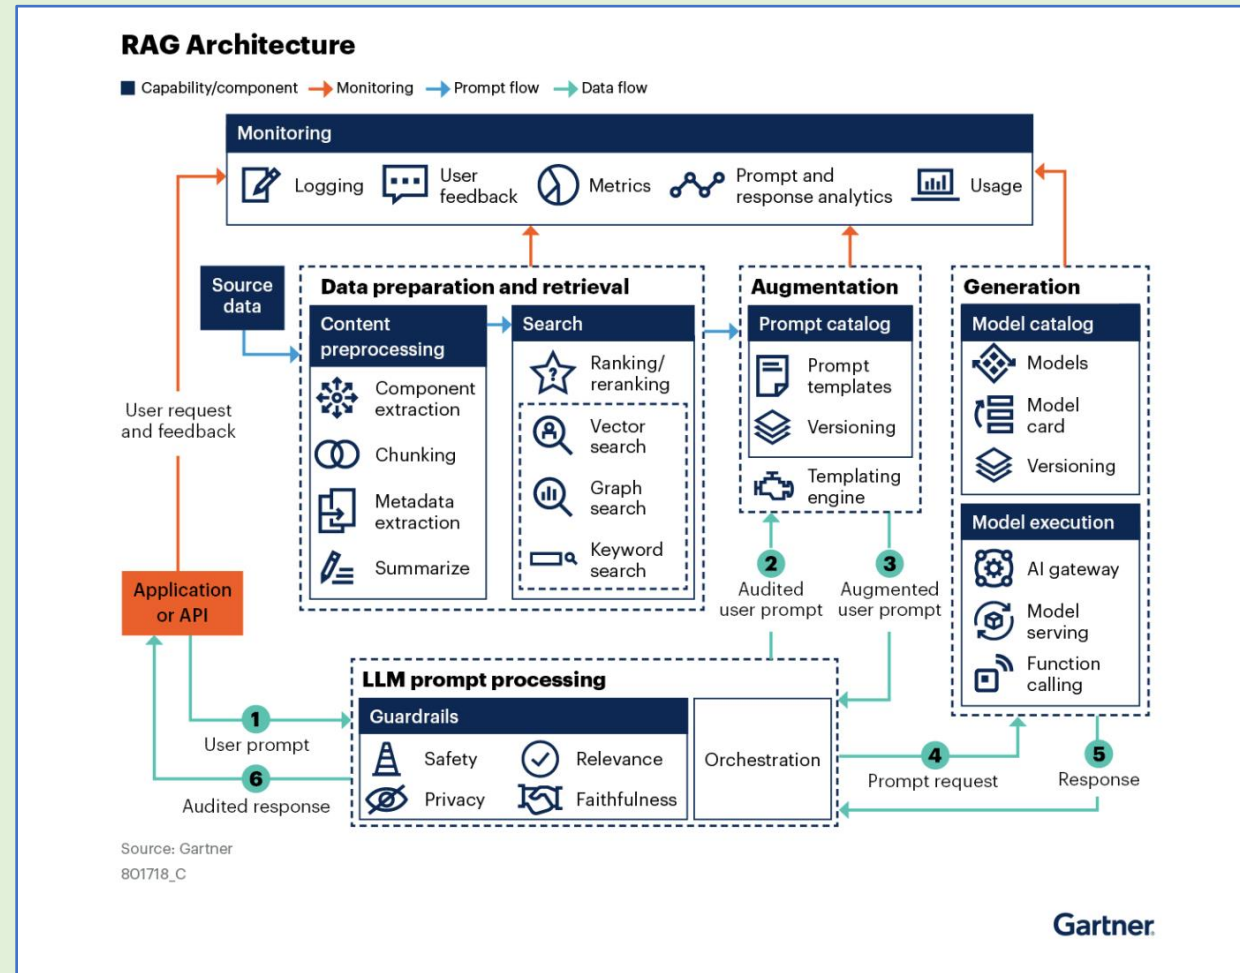 RAG Architecture
Capability/component
Monitoring
Prompt flow
Data flow
Monitoring
Logging
User
feedback
Metrics
Prompt and
response analytics
Usage
Source
data
Data preparation and retrieval
Content
preprocessing
Component
extraction
Chunking
Metadata
extraction
Summarize
Search
?
Ranking/
reranking
Vector
search
Graph
search
Keyword
search
Augmentation
Prompt catalog
Prompt
templates
Versioning
Templating
engine
Generation
Model catalog
Models
Model
card
Versioning
Model execution
AI gateway
Model
serving
Function
calling
User request
and feedback
Application
or API
2
Audited
user prompt
3
Augmented
user prompt
LLM prompt processing
Guardrails
Safety
Relevance
Privacy
Faithfulness
Orchestration
1
User prompt
6
Audited response
4
Prompt request
5
Response
Source: Gartner
801718_C
Gartner